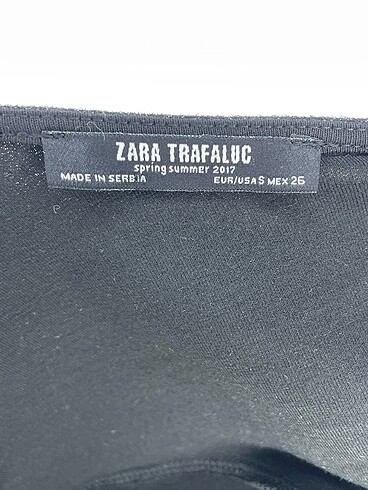 ZARA TRAFALUC
spring summer 2017
MADE IN SERBIA EUR/USA S MEX 26